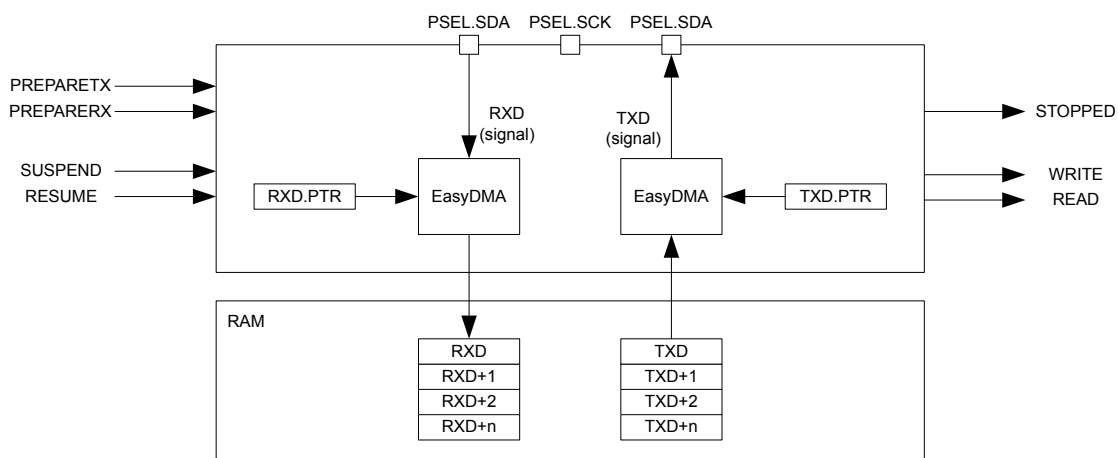 PSEL.SDA PSEL.SCK PSEL.SDA
PREPARETX
PREPARERX
SUSPEND
RESUME
RXD
(signal)
TXD
(signal)
STOPPED
WRITE
READ
RXD.PTR
EasyDMA
EasyDMA
TXD.PTR
RAM
RXD
RXD+1
RXD+2
RXD+n
TXD
TXD+1
TXD+2
TXD+n